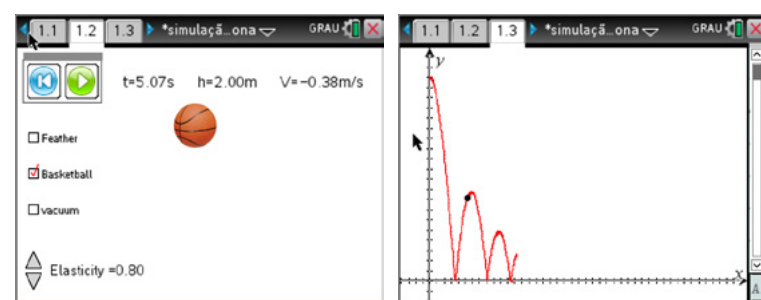 1.1 1.2 1.3 *simulaçã…ona GRAU
t=5.07s h=2.00m V=-0.38m/s
Feather
Basketball
vacuum
Elasticity =0.80
1.1 1.2 1.3 *simulaçã…ona GRAU
y
x
A